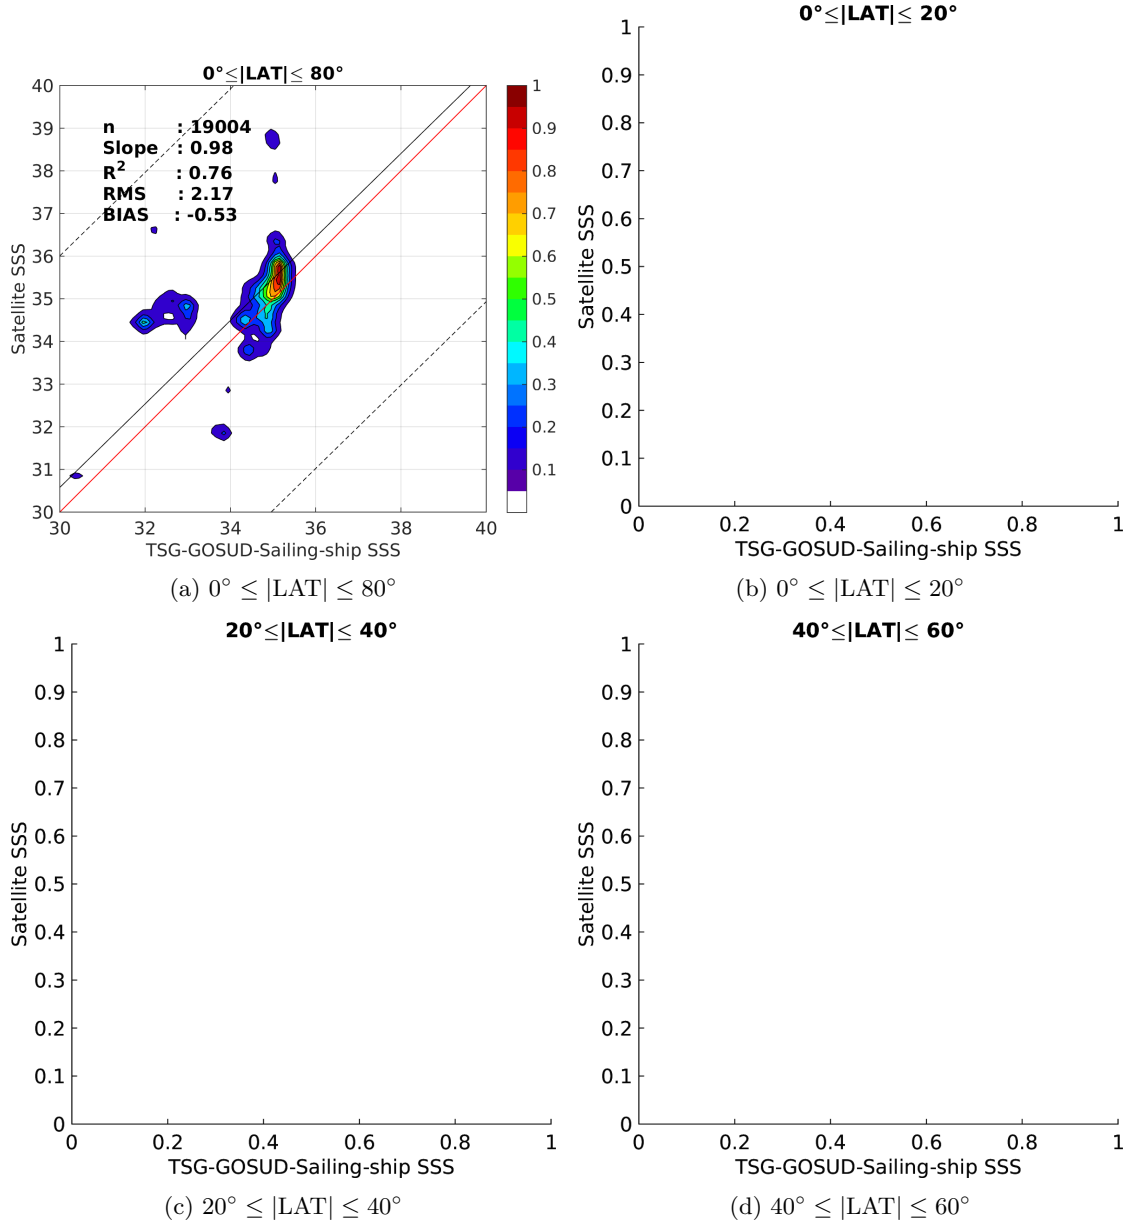 0°≤|LAT|≤ 80°
40
39
38
37
36
35
34
33
32
31
30
Satellite SSS
n : 19004
Slope : 0.98
R² : 0.76
RMS : 2.17
BIAS : -0.53
30 32 34 36 38 40
TSG-GOSUD-Sailing-ship SSS
1
0.9
0.8
0.7
0.6
0.5
0.4
0.3
0.2
0.1
(a) 0° ≤ |LAT| ≤ 80°
0°≤|LAT|≤ 20°
1
0.9
0.8
0.7
0.6
0.5
0.4
0.3
0.2
0.1
0
Satellite SSS
0 0.2 0.4 0.6 0.8 1
TSG-GOSUD-Sailing-ship SSS
(b) 0° ≤ |LAT| ≤ 20°
20°≤|LAT|≤ 40°
1
0.9
0.8
0.7
0.6
0.5
0.4
0.3
0.2
0.1
0
Satellite SSS
0 0.2 0.4 0.6 0.8 1
TSG-GOSUD-Sailing-ship SSS
(c) 20° ≤ |LAT| ≤ 40°
40°≤|LAT|≤ 60°
1
0.9
0.8
0.7
0.6
0.5
0.4
0.3
0.2
0.1
0
Satellite SSS
0 0.2 0.4 0.6 0.8 1
TSG-GOSUD-Sailing-ship SSS
(d) 40° ≤ |LAT| ≤ 60°